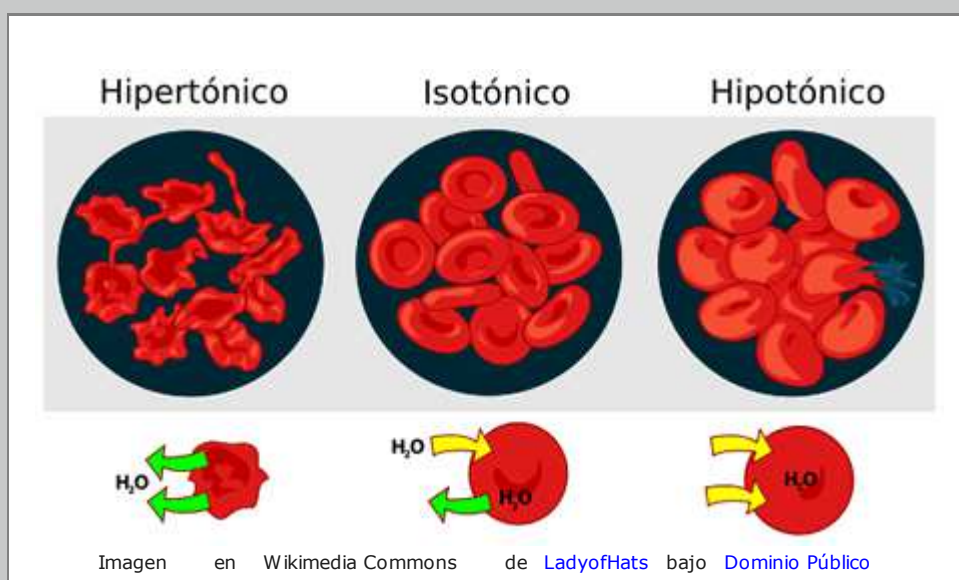 Hipertónico Isotónico Hipotónico
H₂O H₂O H₂O H₂O
Imagen en Wikimedia Commons de LadyofHats bajo Dominio Público